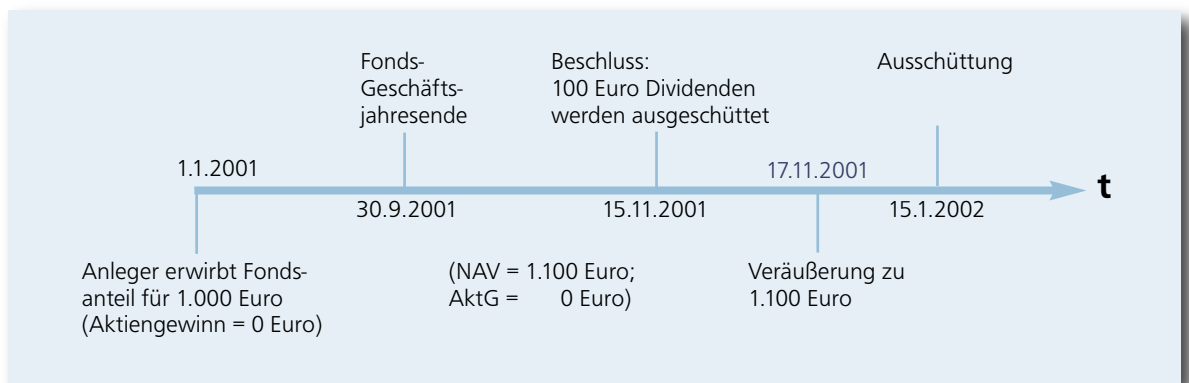 Fonds-
Geschäfts-
jahresende
Beschluss:
100 Euro Dividenden
werden ausgeschüttet
Ausschüttung
1.1.2001
17.11.2001
t
30.9.2001
15.11.2001
15.1.2002
Anleger erwirbt Fonds-
anteil für 1.000 Euro
(Aktiengewinn = 0 Euro)
(NAV = 1.100 Euro;
AktG = 0 Euro)
Veräußerung zu
1.100 Euro